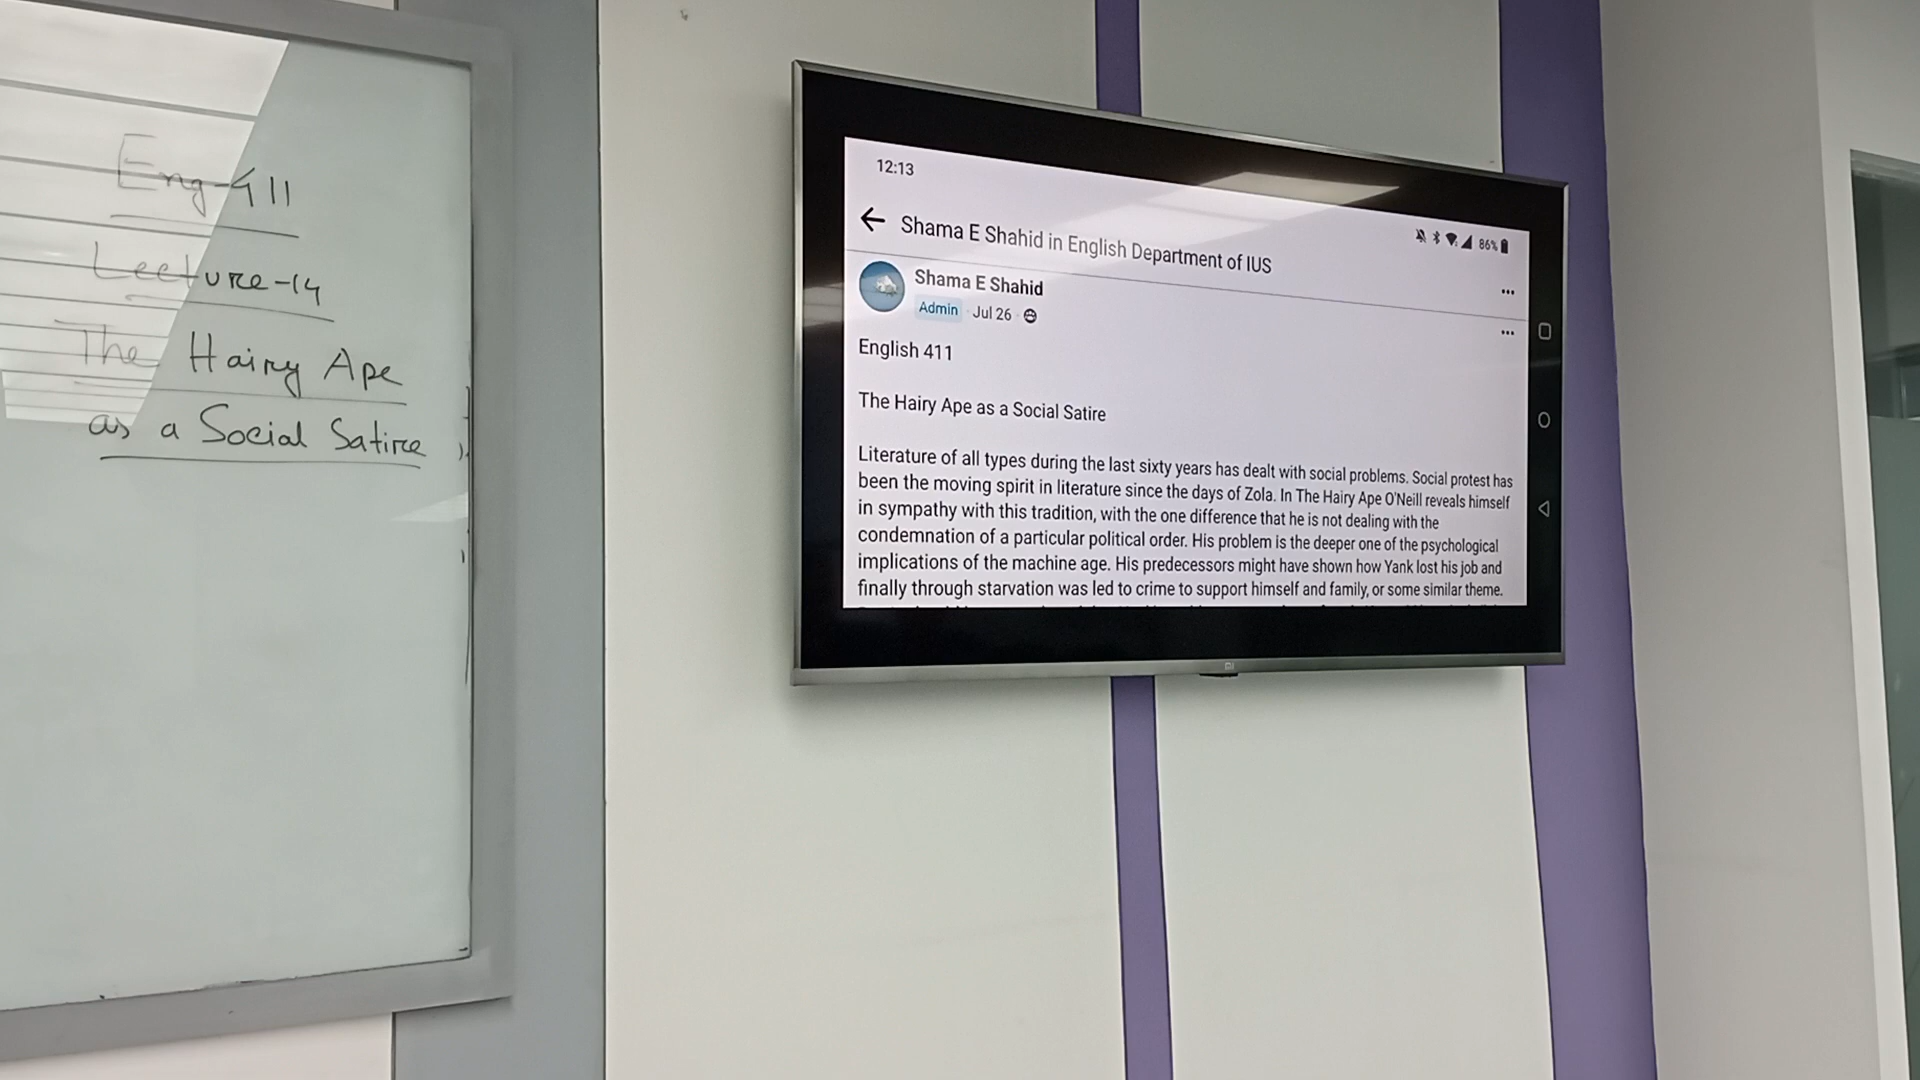 Eng-411
Lecture-14
The Hairy Ape
as a Social Satire
12:13
86%
Shama E Shahid in English Department of IUS
Shama E Shahid
Admin · Jul 26
English 411
The Hairy Ape as a Social Satire
Literature of all types during the last sixty years has dealt with social problems. Social protest has
been the moving spirit in literature since the days of Zola. In The Hairy Ape O'Neill reveals himself
in sympathy with this tradition, with the one difference that he is not dealing with the
condemnation of a particular political order. His problem is the deeper one of the psychological
implications of the machine age. His predecessors might have shown how Yank lost his job and
finally through starvation was led to crime to support himself and family, or some similar theme.
mi